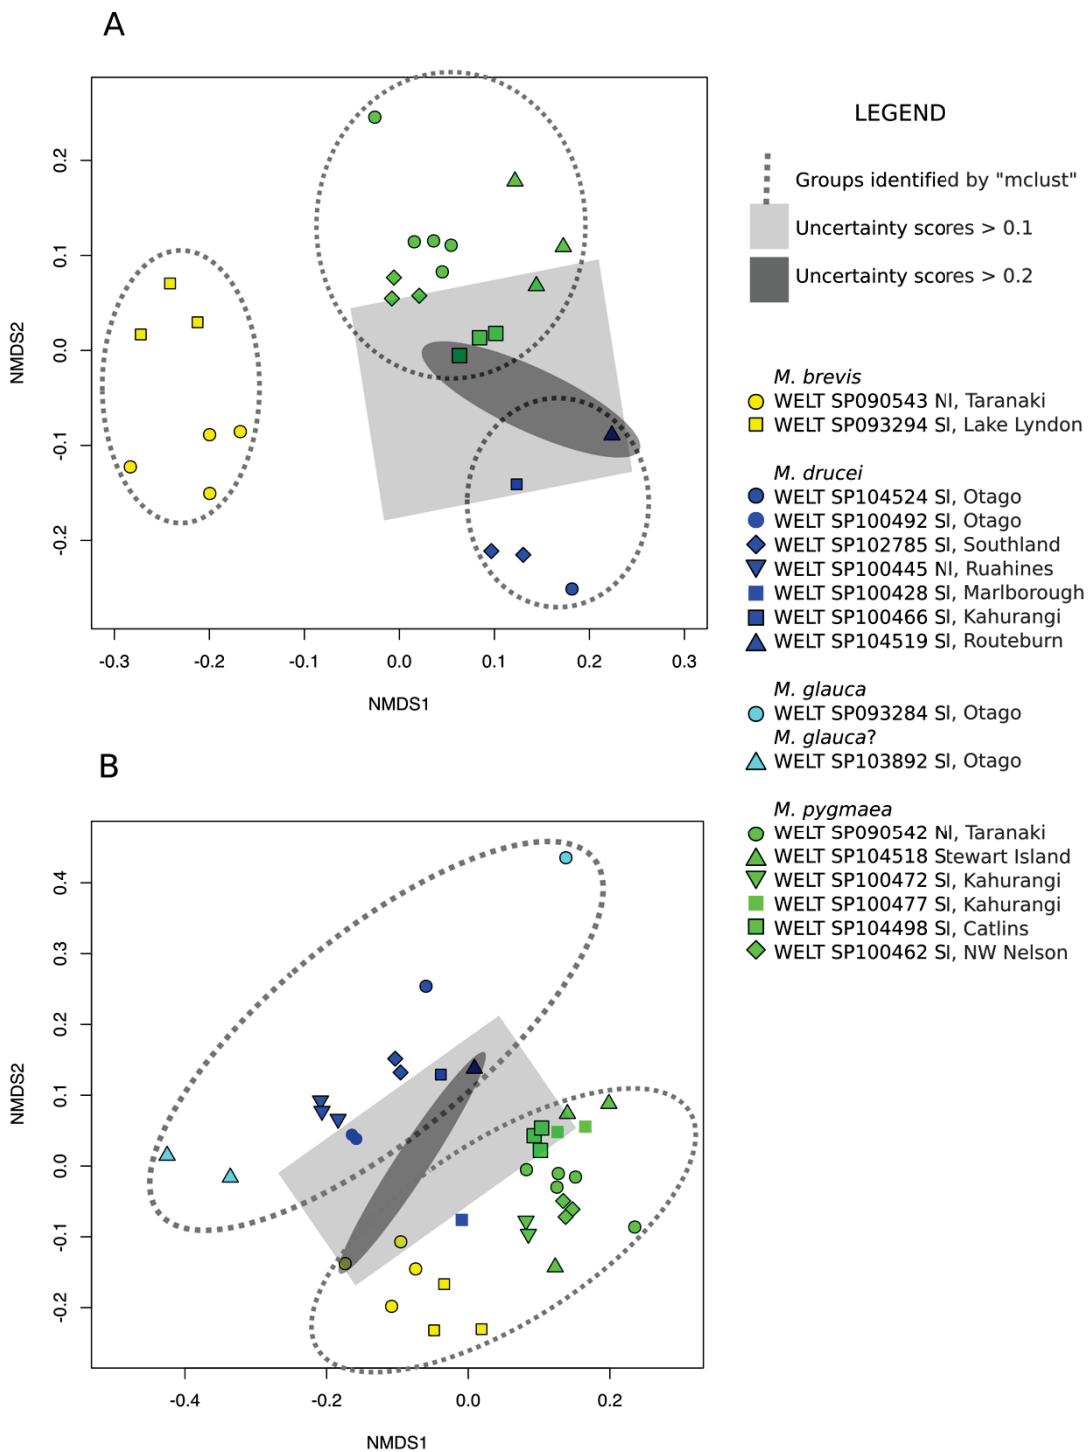 A
0.2
0.1
0.0
-0.1
-0.2
NMDS2
-0.3
-0.2
-0.1
0.0
0.1
0.2
0.3
NMDS1
LEGEND
Groups identified by "mclust"
Uncertainty scores > 0.1
Uncertainty scores > 0.2
M. brevis
WELT SP090543 NI, Taranaki
WELT SP093294 SI, Lake Lyndon
M. drucei
WELT SP104524 SI, Otago
WELT SP100492 SI, Otago
WELT SP102785 SI, Southland
WELT SP100445 NI, Ruahines
WELT SP100428 SI, Marlborough
WELT SP100466 SI, Kahurangi
WELT SP104519 SI, Routeburn
M. glauca
WELT SP093284 SI, Otago
M. glauca?
WELT SP103892 SI, Otago
M. pygmaea
WELT SP090542 NI, Taranaki
WELT SP104518 Stewart Island
WELT SP100472 SI, Kahurangi
WELT SP100477 SI, Kahurangi
WELT SP104498 SI, Catlins
WELT SP100462 SI, NW Nelson
B
0.4
0.3
0.2
0.1
0.0
-0.1
-0.2
NMDS2
-0.4
-0.2
0.0
0.2
NMDS1